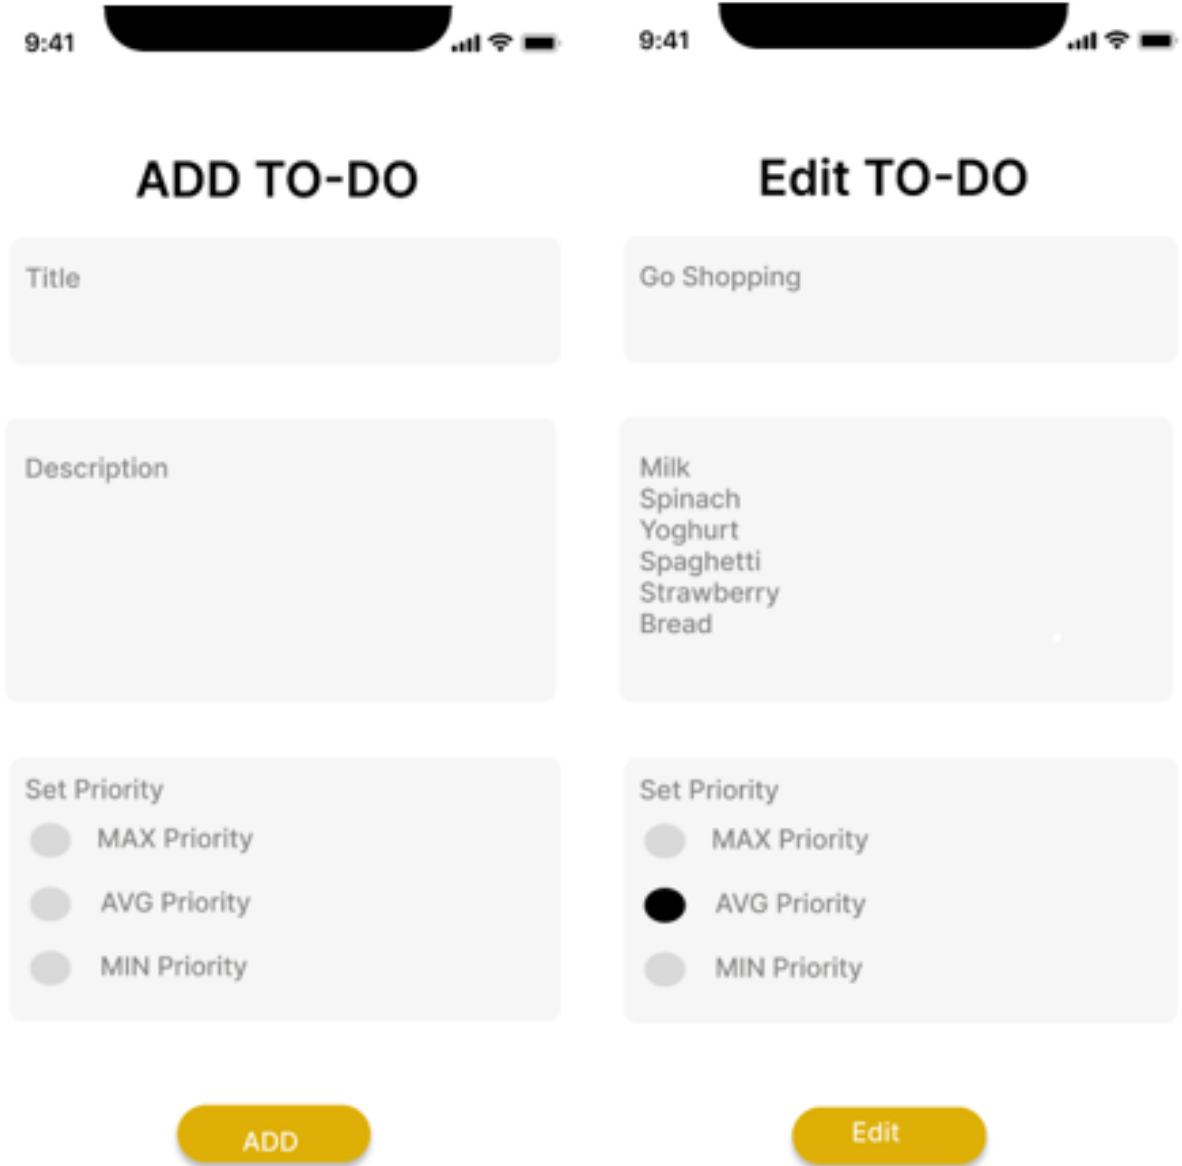 9:41
ADD TO-DO
Title
Description
Set Priority
MAX Priority
AVG Priority
MIN Priority
ADD
9:41
Edit TO-DO
Go Shopping
Milk
Spinach
Yoghurt
Spaghetti
Strawberry
Bread
Set Priority
MAX Priority
AVG Priority
MIN Priority
Edit